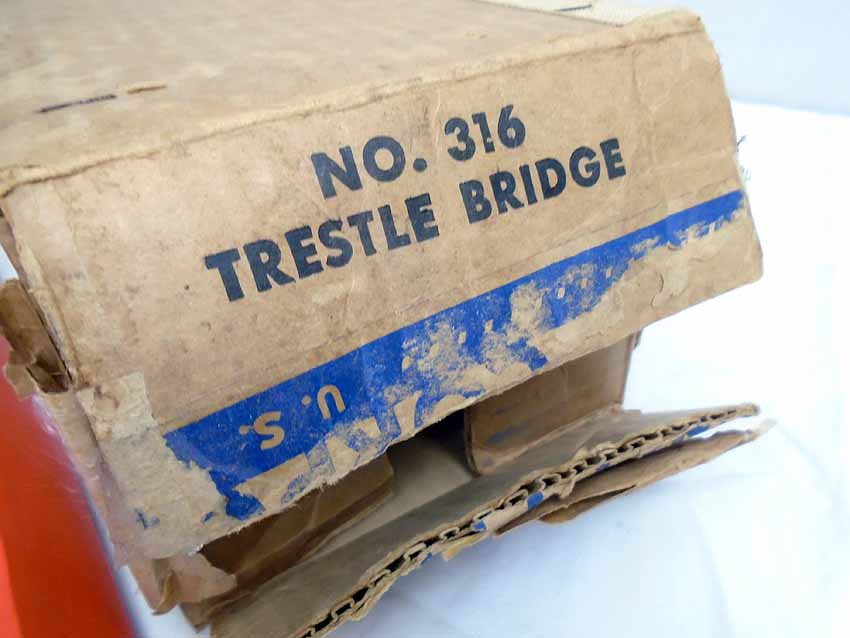 NO. 316
TRESTLE BRIDGE
U. S.